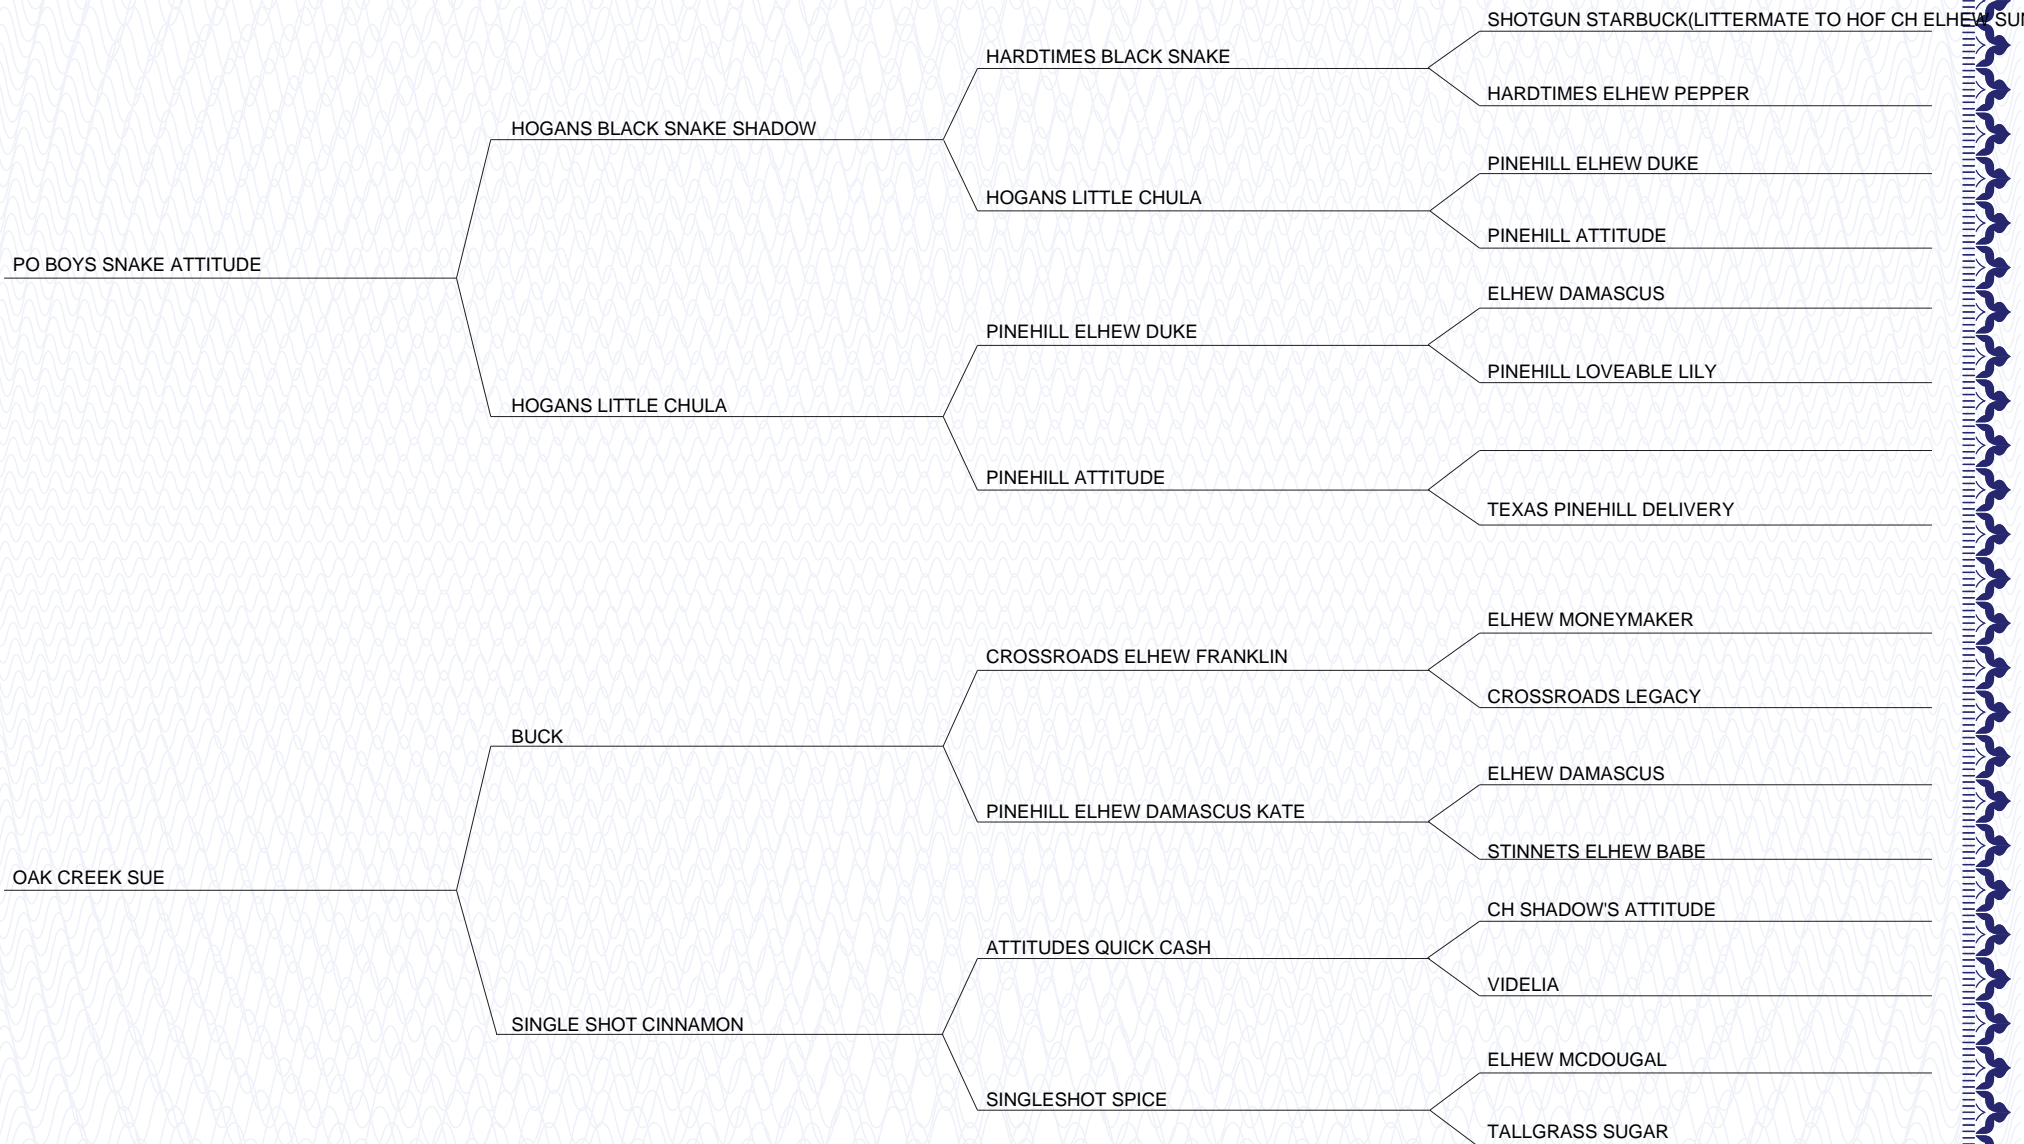 SHOTGUN STARBUCK(LITTERMATE TO HOF CH ELHEW
HARDTIMES BLACK SNAKE
HARDTIMES ELHEW PEPPER
HOGANS BLACK SNAKE SHADOW
PINEHILL ELHEW DUKE
HOGANS LITTLE CHULA
PINEHILL ATTITUDE
PO BOYS SNAKE ATTITUDE
ELHEW DAMASCUS
PINEHILL ELHEW DUKE
PINEHILL LOVEABLE LILY
HOGANS LITTLE CHULA
PINEHILL ATTITUDE
TEXAS PINEHILL DELIVERY
ELHEW MONEYMAKER
CROSSROADS ELHEW FRANKLIN
CROSSROADS LEGACY
BUCK
ELHEW DAMASCUS
PINEHILL ELHEW DAMASCUS KATE
STINNETS ELHEW BABE
OAK CREEK SUE
CH SHADOW'S ATTITUDE
ATTITUDES QUICK CASH
VIDELIA
SINGLE SHOT CINNAMON
ELHEW MCDOUGAL
SINGLESHOT SPICE
TALLGRASS SUGAR